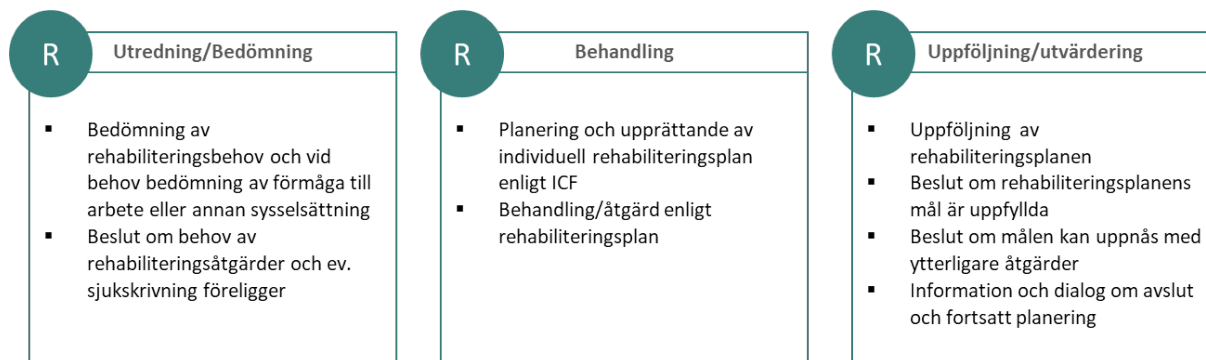 R
Utredning/Bedömning
▪ Bedömning av
rehabiliteringsbehov och vid
behov bedömning av förmåga till
arbete eller annan sysselsättning
▪ Beslut om behov av
rehabiliteringsåtgärder och ev.
sjukskrivning föreligger
R
Behandling
▪ Planering och upprättande av
individuell rehabiliteringsplan
enligt ICF
▪ Behandling/åtgärd enligt
rehabiliteringsplan
R
Uppföljning/utvärdering
▪ Uppföljning av
rehabiliteringsplanen
▪ Beslut om rehabiliteringsplanens
mål är uppfyllda
▪ Beslut om målen kan uppnås med
ytterligare åtgärder
▪ Information och dialog om avslut
och fortsatt planering